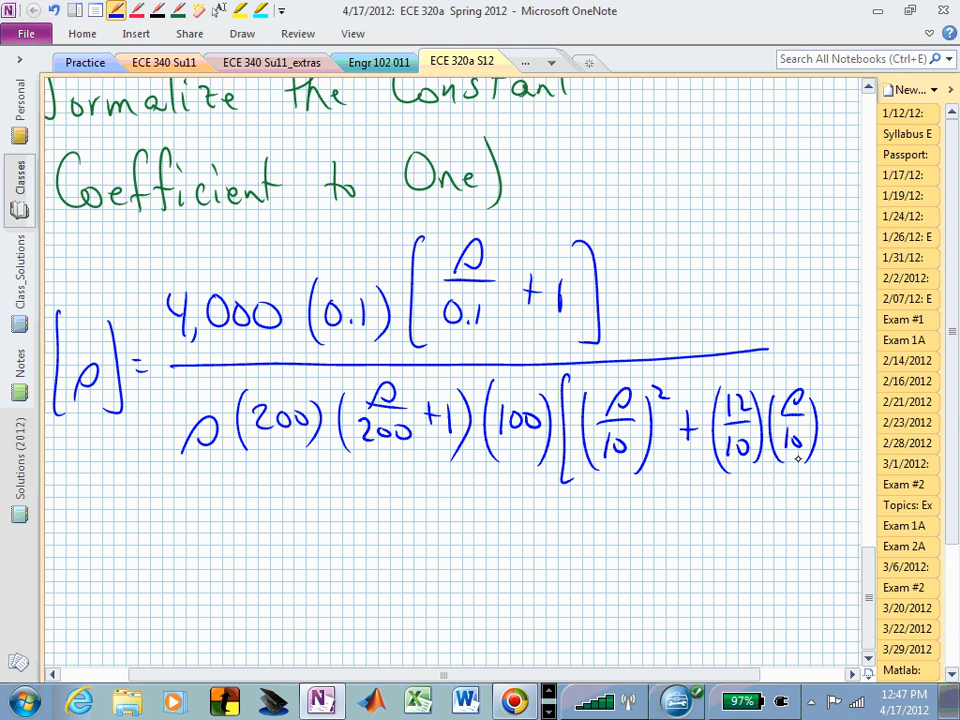 4/17/2012: ECE 320a Spring 2012 - Microsoft OneNote
File Home Insert Share Draw Review View
Practice ECE 340 Su11 ECE 340 Su11_extras Engr 102 011 ECE 320a S12 ...
Search All Notebooks (Ctrl+E)
Personal
Classes
Class_Solutions
Notes
Solutions (2012)
Normalize the Constant
Coefficient to One)
[s] = 4,000 (0.1) [s/0.1 + 1]
s (200) (s/200 + 1) (100) [(s/10)² + (12/10) (s/10)
New...
1/12/12:
Syllabus E
Passport:
1/17/12:
1/19/12:
1/24/12:
1/26/12: E
1/31/12:
2/2/2012:
2/07/12: E
Exam #1
Exam 1A
2/14/2012
2/16/2012
2/21/2012
2/23/2012
2/28/2012
3/1/2012:
Exam #2
Topics: Ex
Exam 1A
Exam 2A
3/6/2012:
Exam #2
3/20/2012
3/22/2012
3/29/2012
Matlab:
97%
12:47 PM
4/17/2012